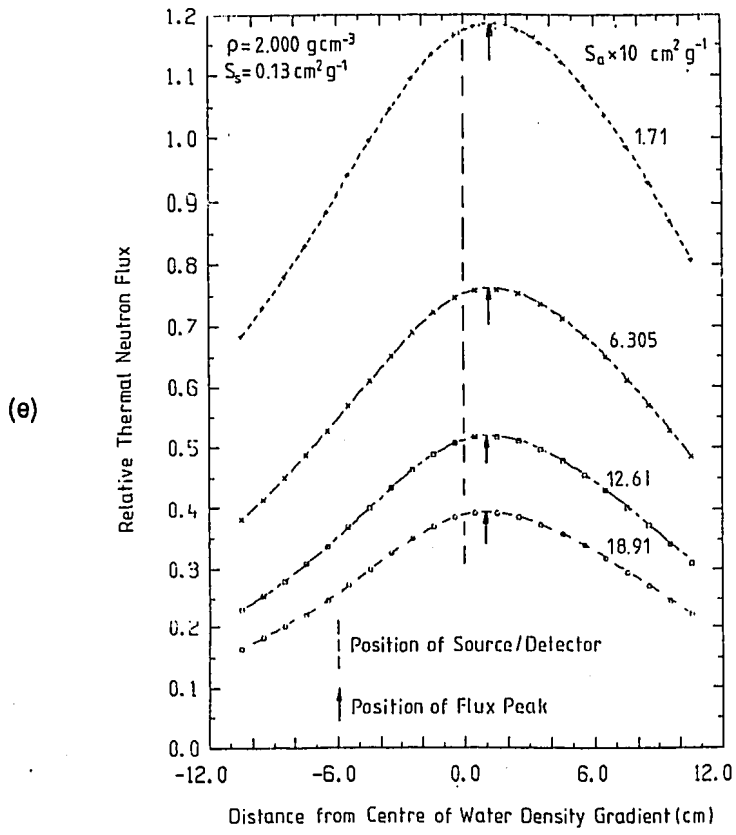 ρ = 2.000 g cm-3
Ss = 0.13 cm2 g-1
Sa × 10 cm2 g-1
1.71
6.305
12.61
18.91
Position of Source/Detector
Position of Flux Peak
(e)
Relative Thermal Neutron Flux
1.2
1.1
1.0
0.9
0.8
0.7
0.6
0.5
0.4
0.3
0.2
0.1
0.0
-12.0 -6.0 0.0 6.0 12.0
Distance from Centre of Water Density Gradient (cm)